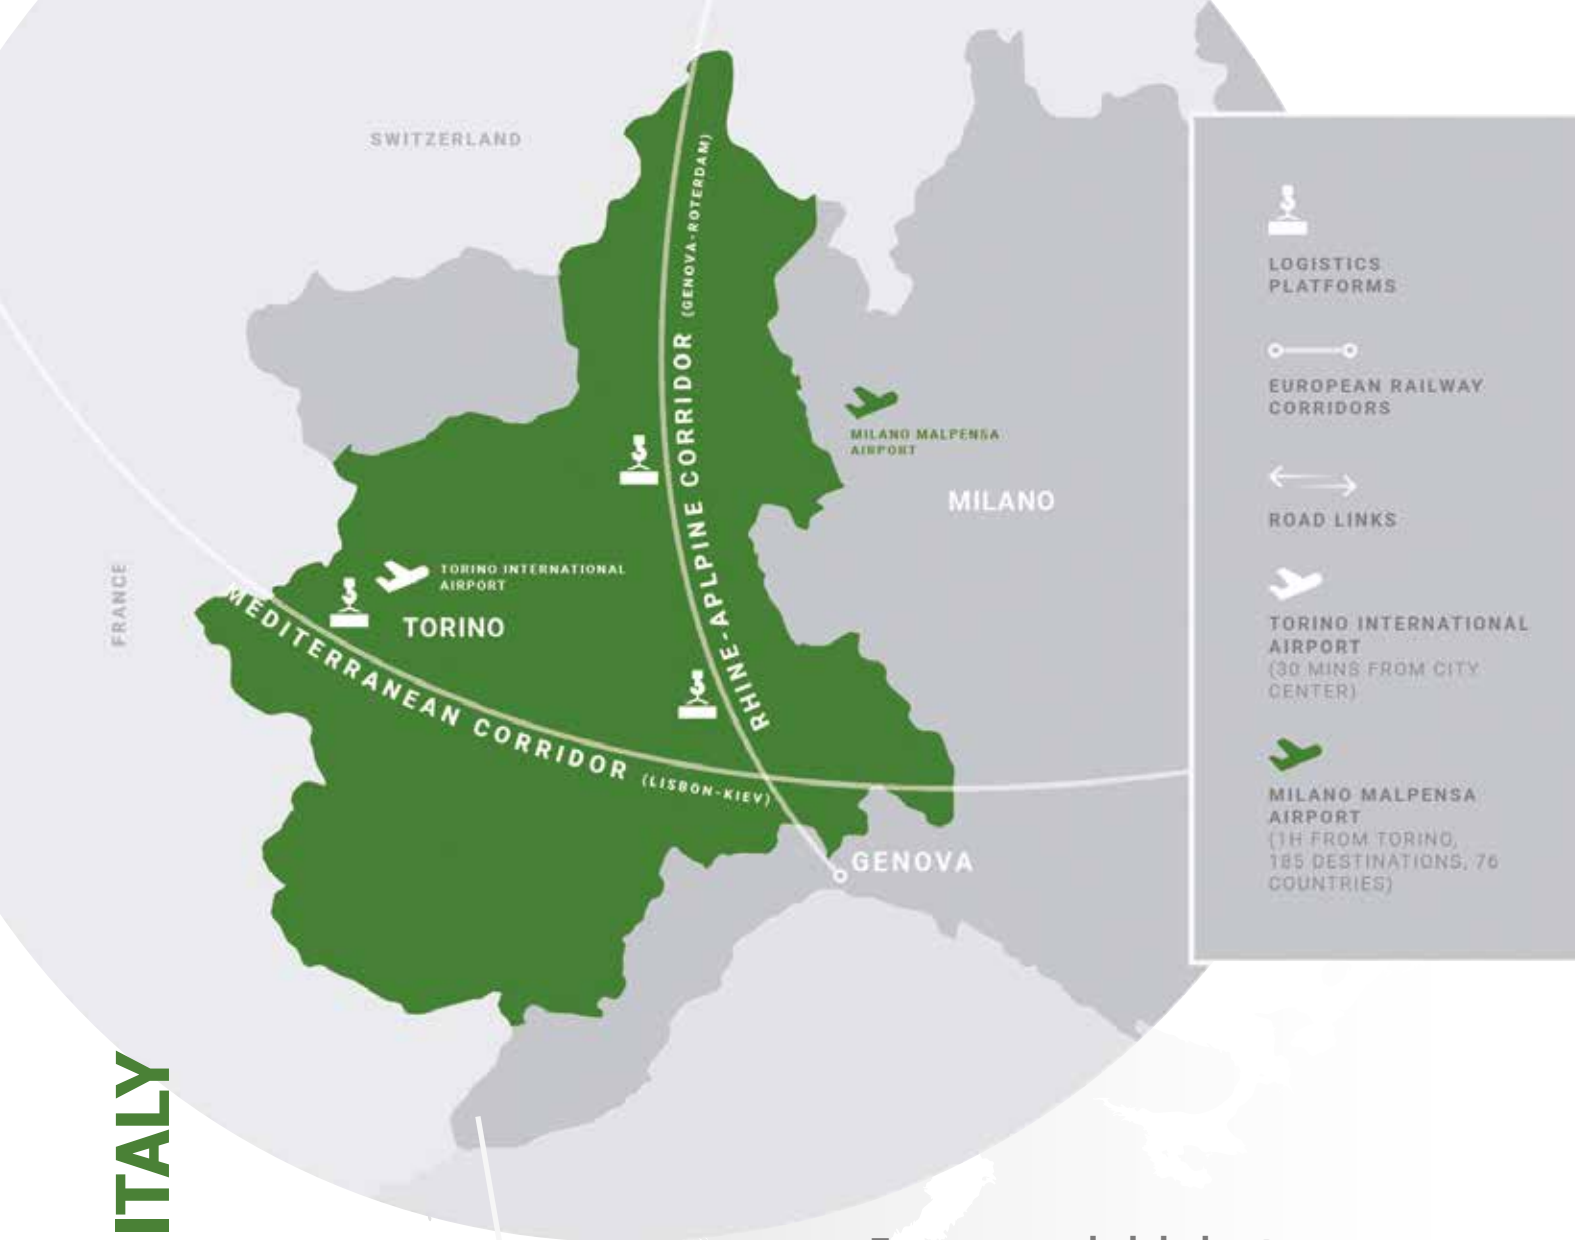 SWITZERLAND
RHINE-APLPINE CORRIDOR (GENOVA-ROTERDAM)
MILANO MALPENSA
AIRPORT
MILANO
TORINO INTERNATIONAL
AIRPORT
TORINO
FRANCE
MEDITERRANEAN CORRIDOR (LISBON-KIEV)
GENOVA
ITALY
LOGISTICS
PLATFORMS
EUROPEAN RAILWAY
CORRIDORS
ROAD LINKS
TORINO INTERNATIONAL
AIRPORT
(30 MINS FROM CITY
CENTER)
MILANO MALPENSA
AIRPORT
(1H FROM TORINO,
185 DESTINATIONS, 76
COUNTRIES)